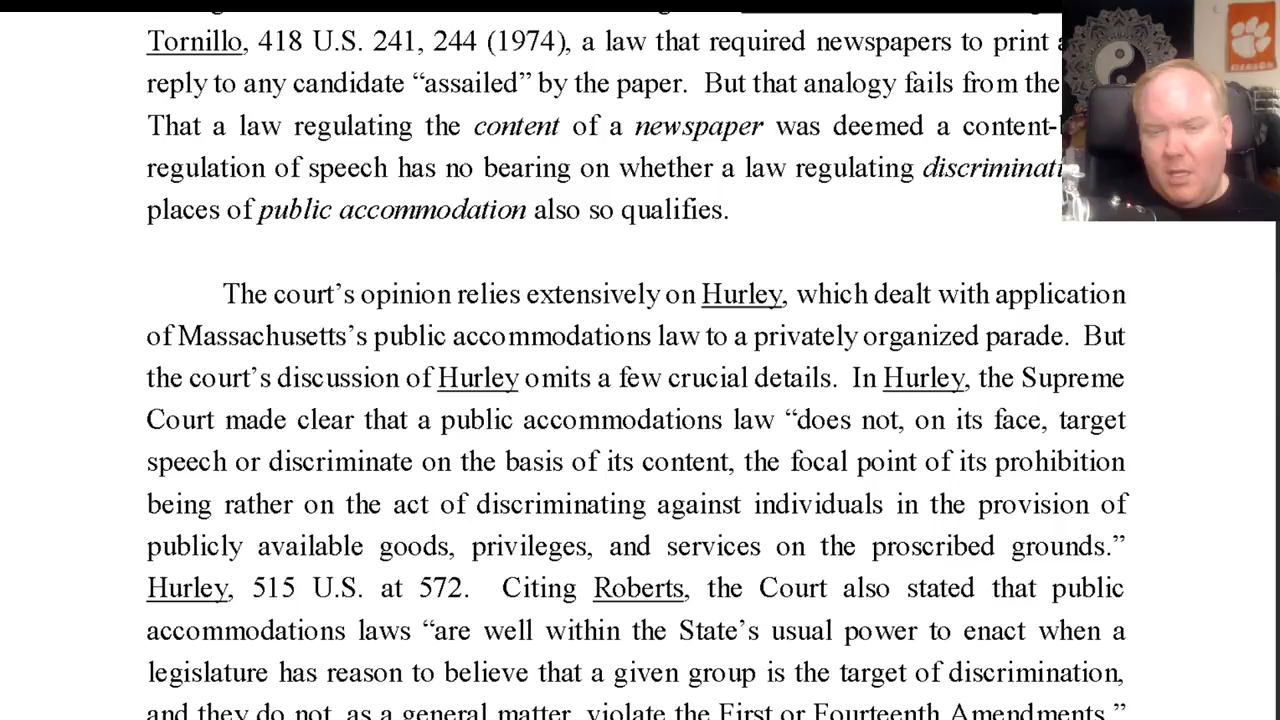 Tornillo, 418 U.S. 241, 244 (1974), a law that required newspapers to print
reply to any candidate “assailed” by the paper. But that analogy fails from the
That a law regulating the content of a newspaper was deemed a
regulation of speech has no bearing on whether a law regulating
places of public accommodation also so qualifies.
The court’s opinion relies extensively on Hurley, which dealt with application
of Massachusetts’s public accommodations law to a privately organized parade. But
the court’s discussion of Hurley omits a few crucial details. In Hurley, the Supreme
Court made clear that a public accommodations law “does not, on its face, target
speech or discriminate on the basis of its content, the focal point of its prohibition
being rather on the act of discriminating against individuals in the provision of
publicly available goods, privileges, and services on the proscribed grounds.”
Hurley, 515 U.S. at 572. Citing Roberts, the Court also stated that public
accommodations laws “are well within the State’s usual power to enact when a
legislature has reason to believe that a given group is the target of discrimination,
and they do not, as a general matter, violate the First or Fourteenth Amendments.”